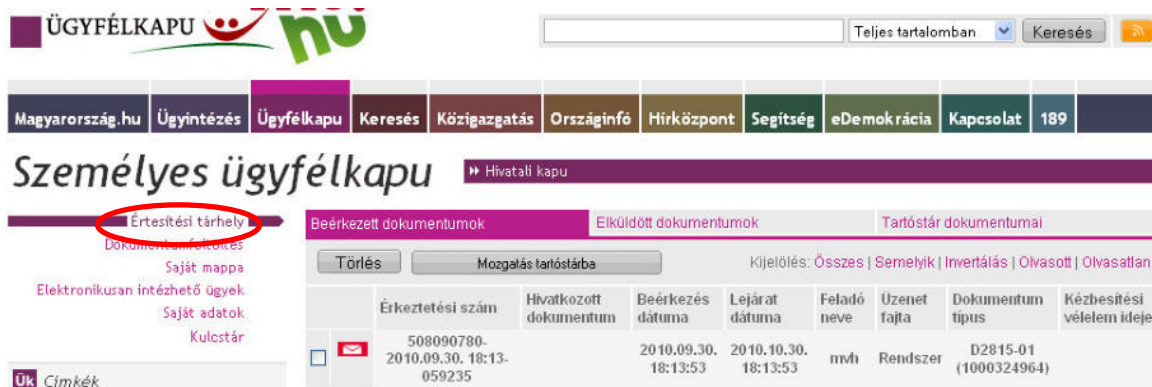 ÜGYFÉLKAPU
Teljes tartalomban Keresés
Magyarország.hu Ügyintézés Ügyfélkapu Keresés Közigazgatás Országinfó Hírközpont Segítség eDemokrácia Kapcsolat 189
Személyes ügyfélkapu Hivatali kapu
Értesítési tárhely
Dokumentumfeltöltés
Saját mappa
Elektronikusan intézhető ügyek
Saját adatok
Kulcstár
Ük Címkék
Beérkezett dokumentumok Elküldött dokumentumok Tartóstár dokumentumai
Törlés Mozgatás tartóstárba Kijelölés: Összes | Semelyik | Invertálás | Olvasott | Olvasatlan
Érkeztetési szám Hivatkozott dokumentum Beérkezés dátuma Lejárat dátuma Feladó neve Üzenet fajta Dokumentum típus Kézbesítési vélelem ideje
508090780-
2010.09.30. 18:13-
059235
2010.09.30.
18:13:53
2010.10.30.
18:13:53
mvh Rendszer
D2815-01
(1000324964)